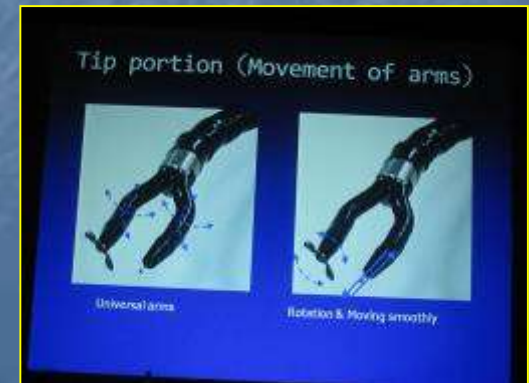 Tip portion (Movement of arms)
Universal arms
Rotation & Moving smoothly